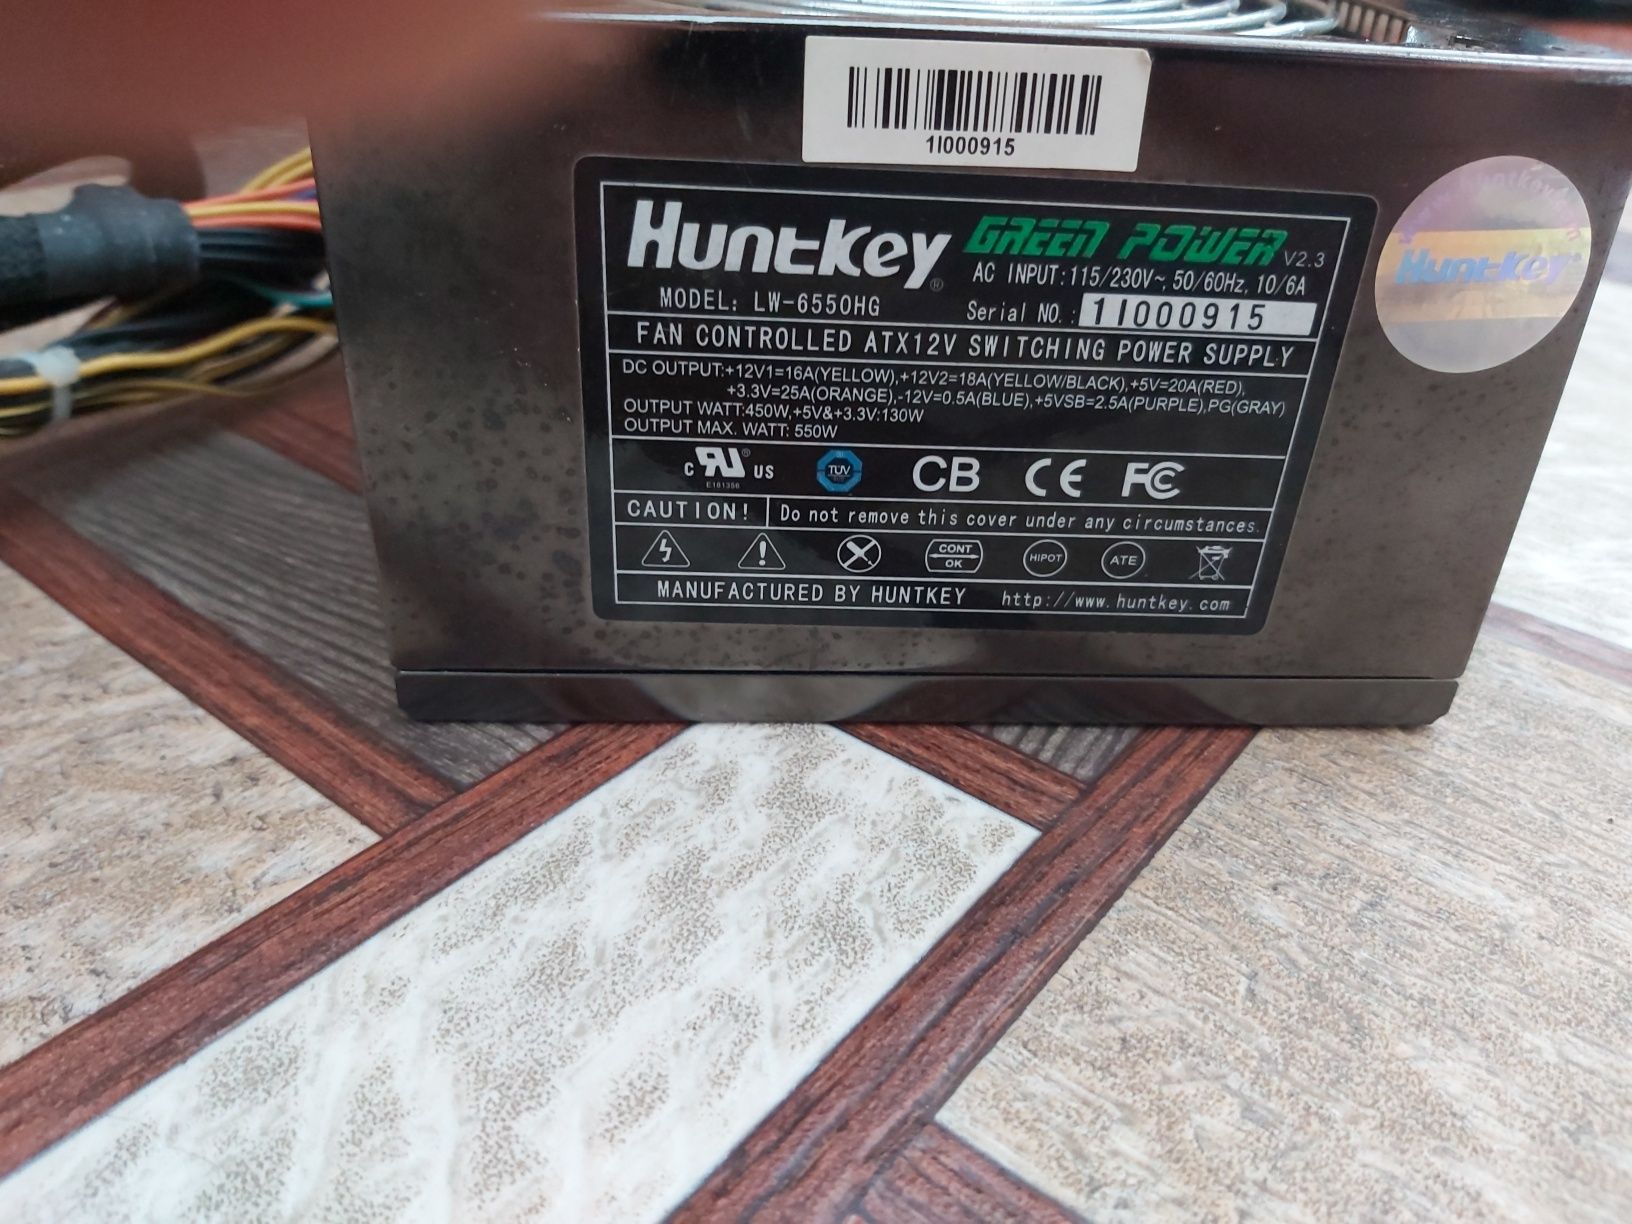 1I000915
Huntkey® GREEN POWER V2.3
AC INPUT:115/230V~, 50/60Hz, 10/6A
MODEL: LW-6550HG
Serial NO.: 1I000915
FAN CONTROLLED ATX12V SWITCHING POWER SUPPLY
DC OUTPUT:+12V1=16A(YELLOW),+12V2=18A(YELLOW/BLACK),+5V=20A(RED),
+3.3V=25A(ORANGE),-12V=0.5A(BLUE),+5VSB=2.5A(PURPLE),PG(GRAY)
OUTPUT WATT:450W,+5V&+3.3V:130W
OUTPUT MAX. WATT: 550W
c RU® US
E181356
TUV
CB CE FC
CAUTION! Do not remove this cover under any circumstances.
CONT
OK
HIPOT
ATE
MANUFACTURED BY HUNTKEY http://www.huntkey.com
Huntkey®